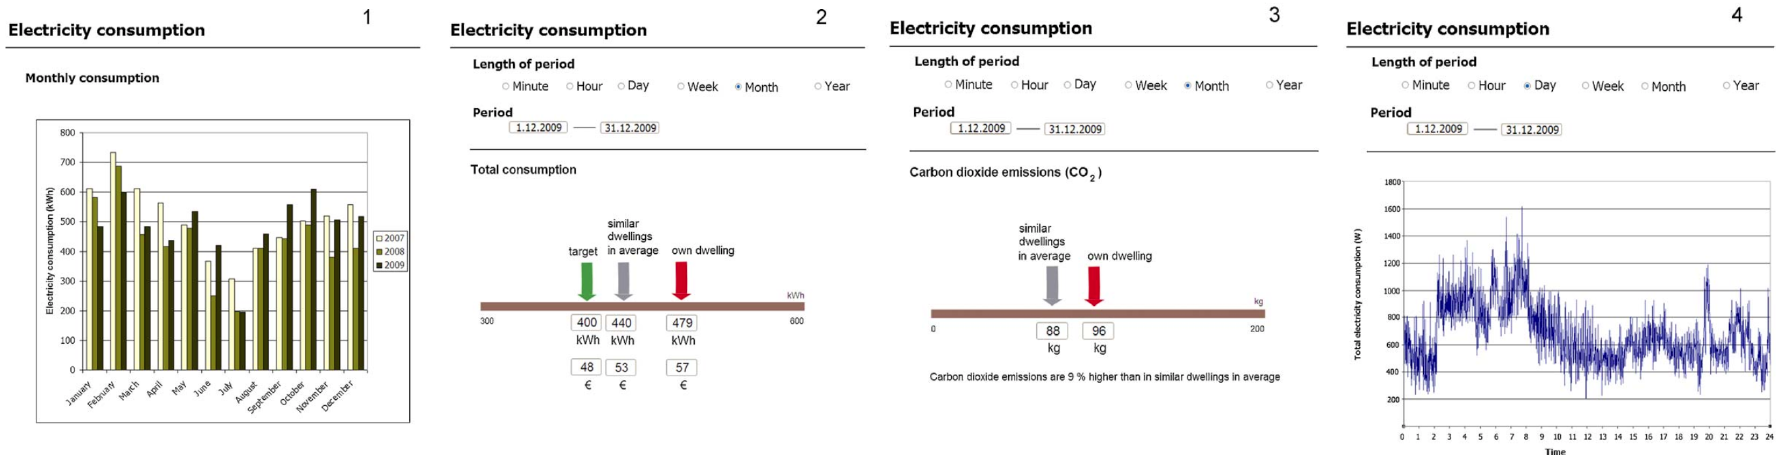 1
Electricity consumption
Monthly consumption
Electricity consumption (kWh)
800
700
600
500
400
300
200
100
0
January
February
March
April
May
June
July
August
September
October
November
December
2007
2008
2009
2
Electricity consumption
Length of period
Minute Hour Day Week Month Year
Period
1.12.2009 31.12.2009
Total consumption
target
similar
dwellings
in average
own dwelling
kWh
300 600
400 440 479
kWh kWh kWh
48 53 57
€ € €
3
Electricity consumption
Length of period
Minute Hour Day Week Month Year
Period
1.12.2009 31.12.2009
Carbon dioxide emissions (CO2)
similar
dwellings
in average
own dwelling
kg
0 200
88 96
kg kg
Carbon dioxide emissions are 9 % higher than in similar dwellings in average
4
Electricity consumption
Length of period
Minute Hour Day Week Month Year
Period
1.12.2009 31.12.2009
Total electricity consumption (W)
1800
1600
1400
1200
1000
800
600
400
200
0
0 1 2 3 4 5 6 7 8 9 10 11 12 13 14 15 16 17 18 19 20 21 22 23 24
Time